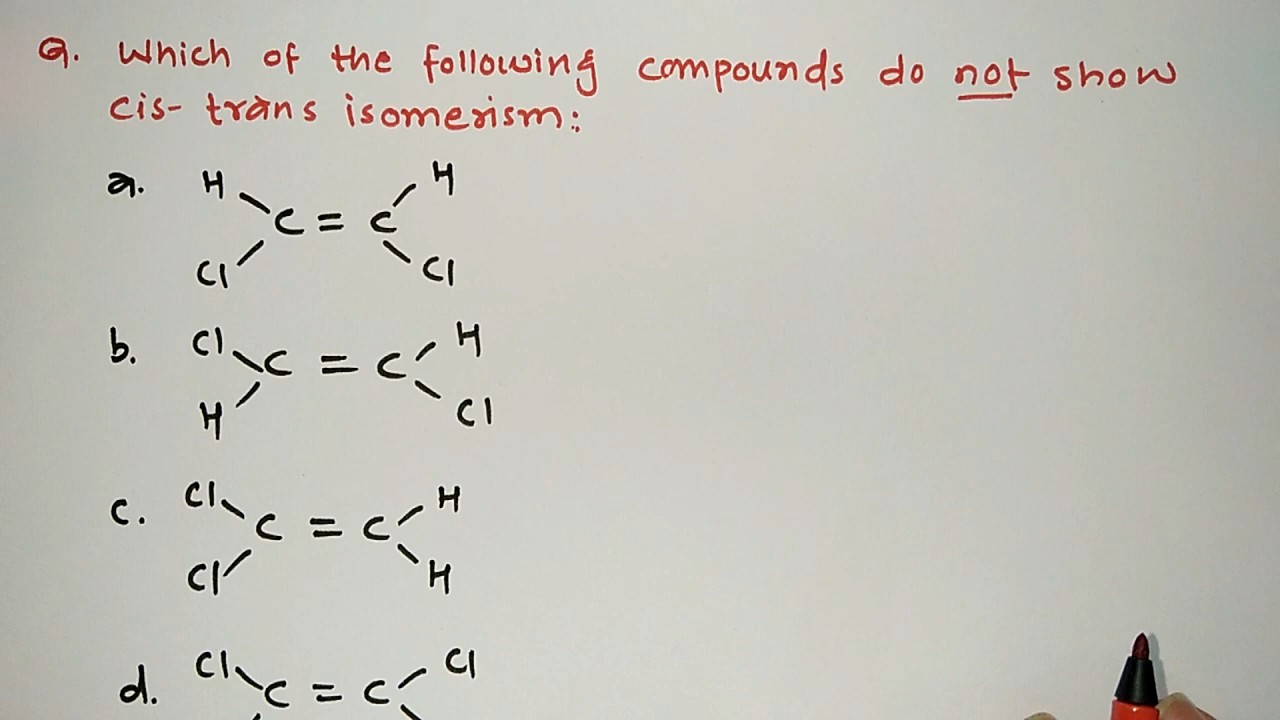 Q. Which of the following compounds do not show
cis-trans isomerism:
a. H H
C = C
Cl Cl
b. Cl H
C = C
H Cl
c. Cl H
C = C
Cl H
d. Cl Cl
C = C